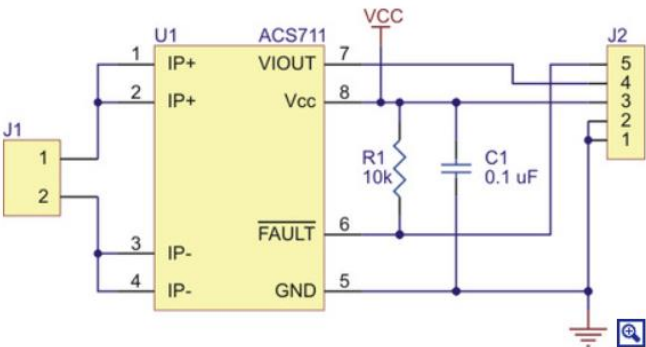 VCC
U1 ACS711 J2
1 IP+ VIOUT 7 5
4
2 IP+ Vcc 8 3
2
J1 1
1 R1 C1
10k 0.1 uF
2
FAULT 6
3 IP-
4 IP- GND 5